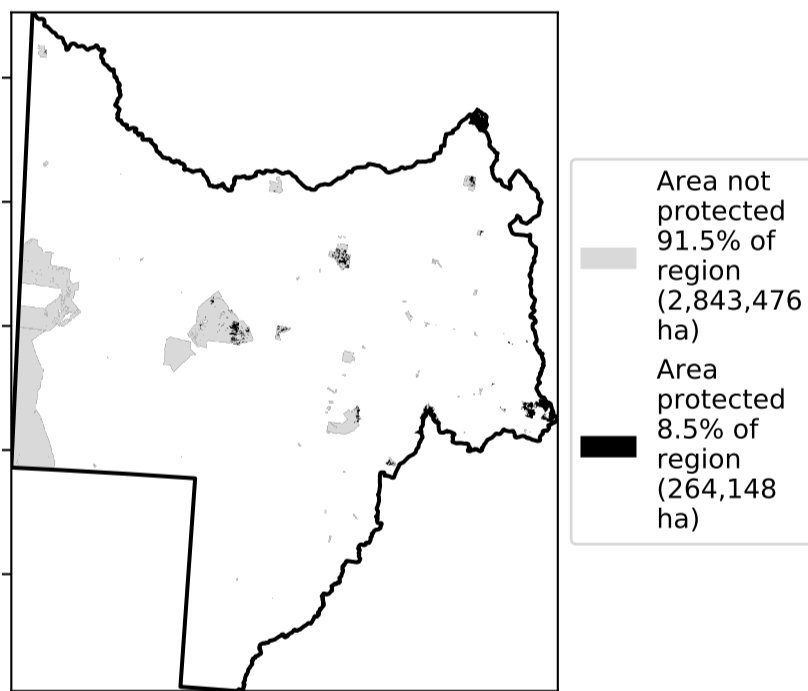 Area not
protected
91.5% of
region
(2,843,476
ha)
Area
protected
8.5% of
region
(264,148
ha)